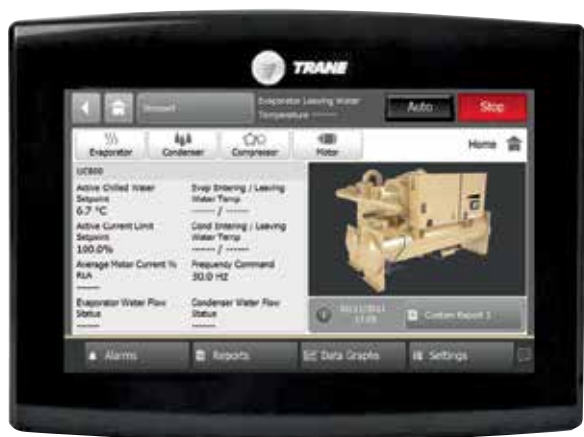 TRANE
Evaporator Leaving Water
Temperature ------
Auto
Stop
Evaporator
Condenser
Compressor
Motor
Home
UC800
Active Chilled Water
Setpoint
6.7 °C
Evap Entering / Leaving
Water Temp
----- / -----
Active Current Limit
Setpoint
100.0%
Cond Entering / Leaving
Water Temp
----- / -----
Average Motor Current %
RLA
-----
Frequency Command
30.0 HZ
Evaporator Water Flow
Status
-----
Condenser Water Flow
Status
-----
Custom Report 1
Alarms
Reports
Data Graphs
Settings